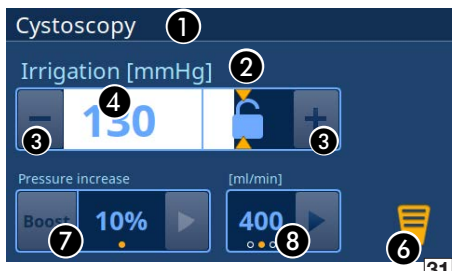 Cystoscopy 1
Irrigation [mmHg] 2
− 130 +
3 4 3
Pressure increase [ml/min]
Boost 10% 400
7 8 6
31